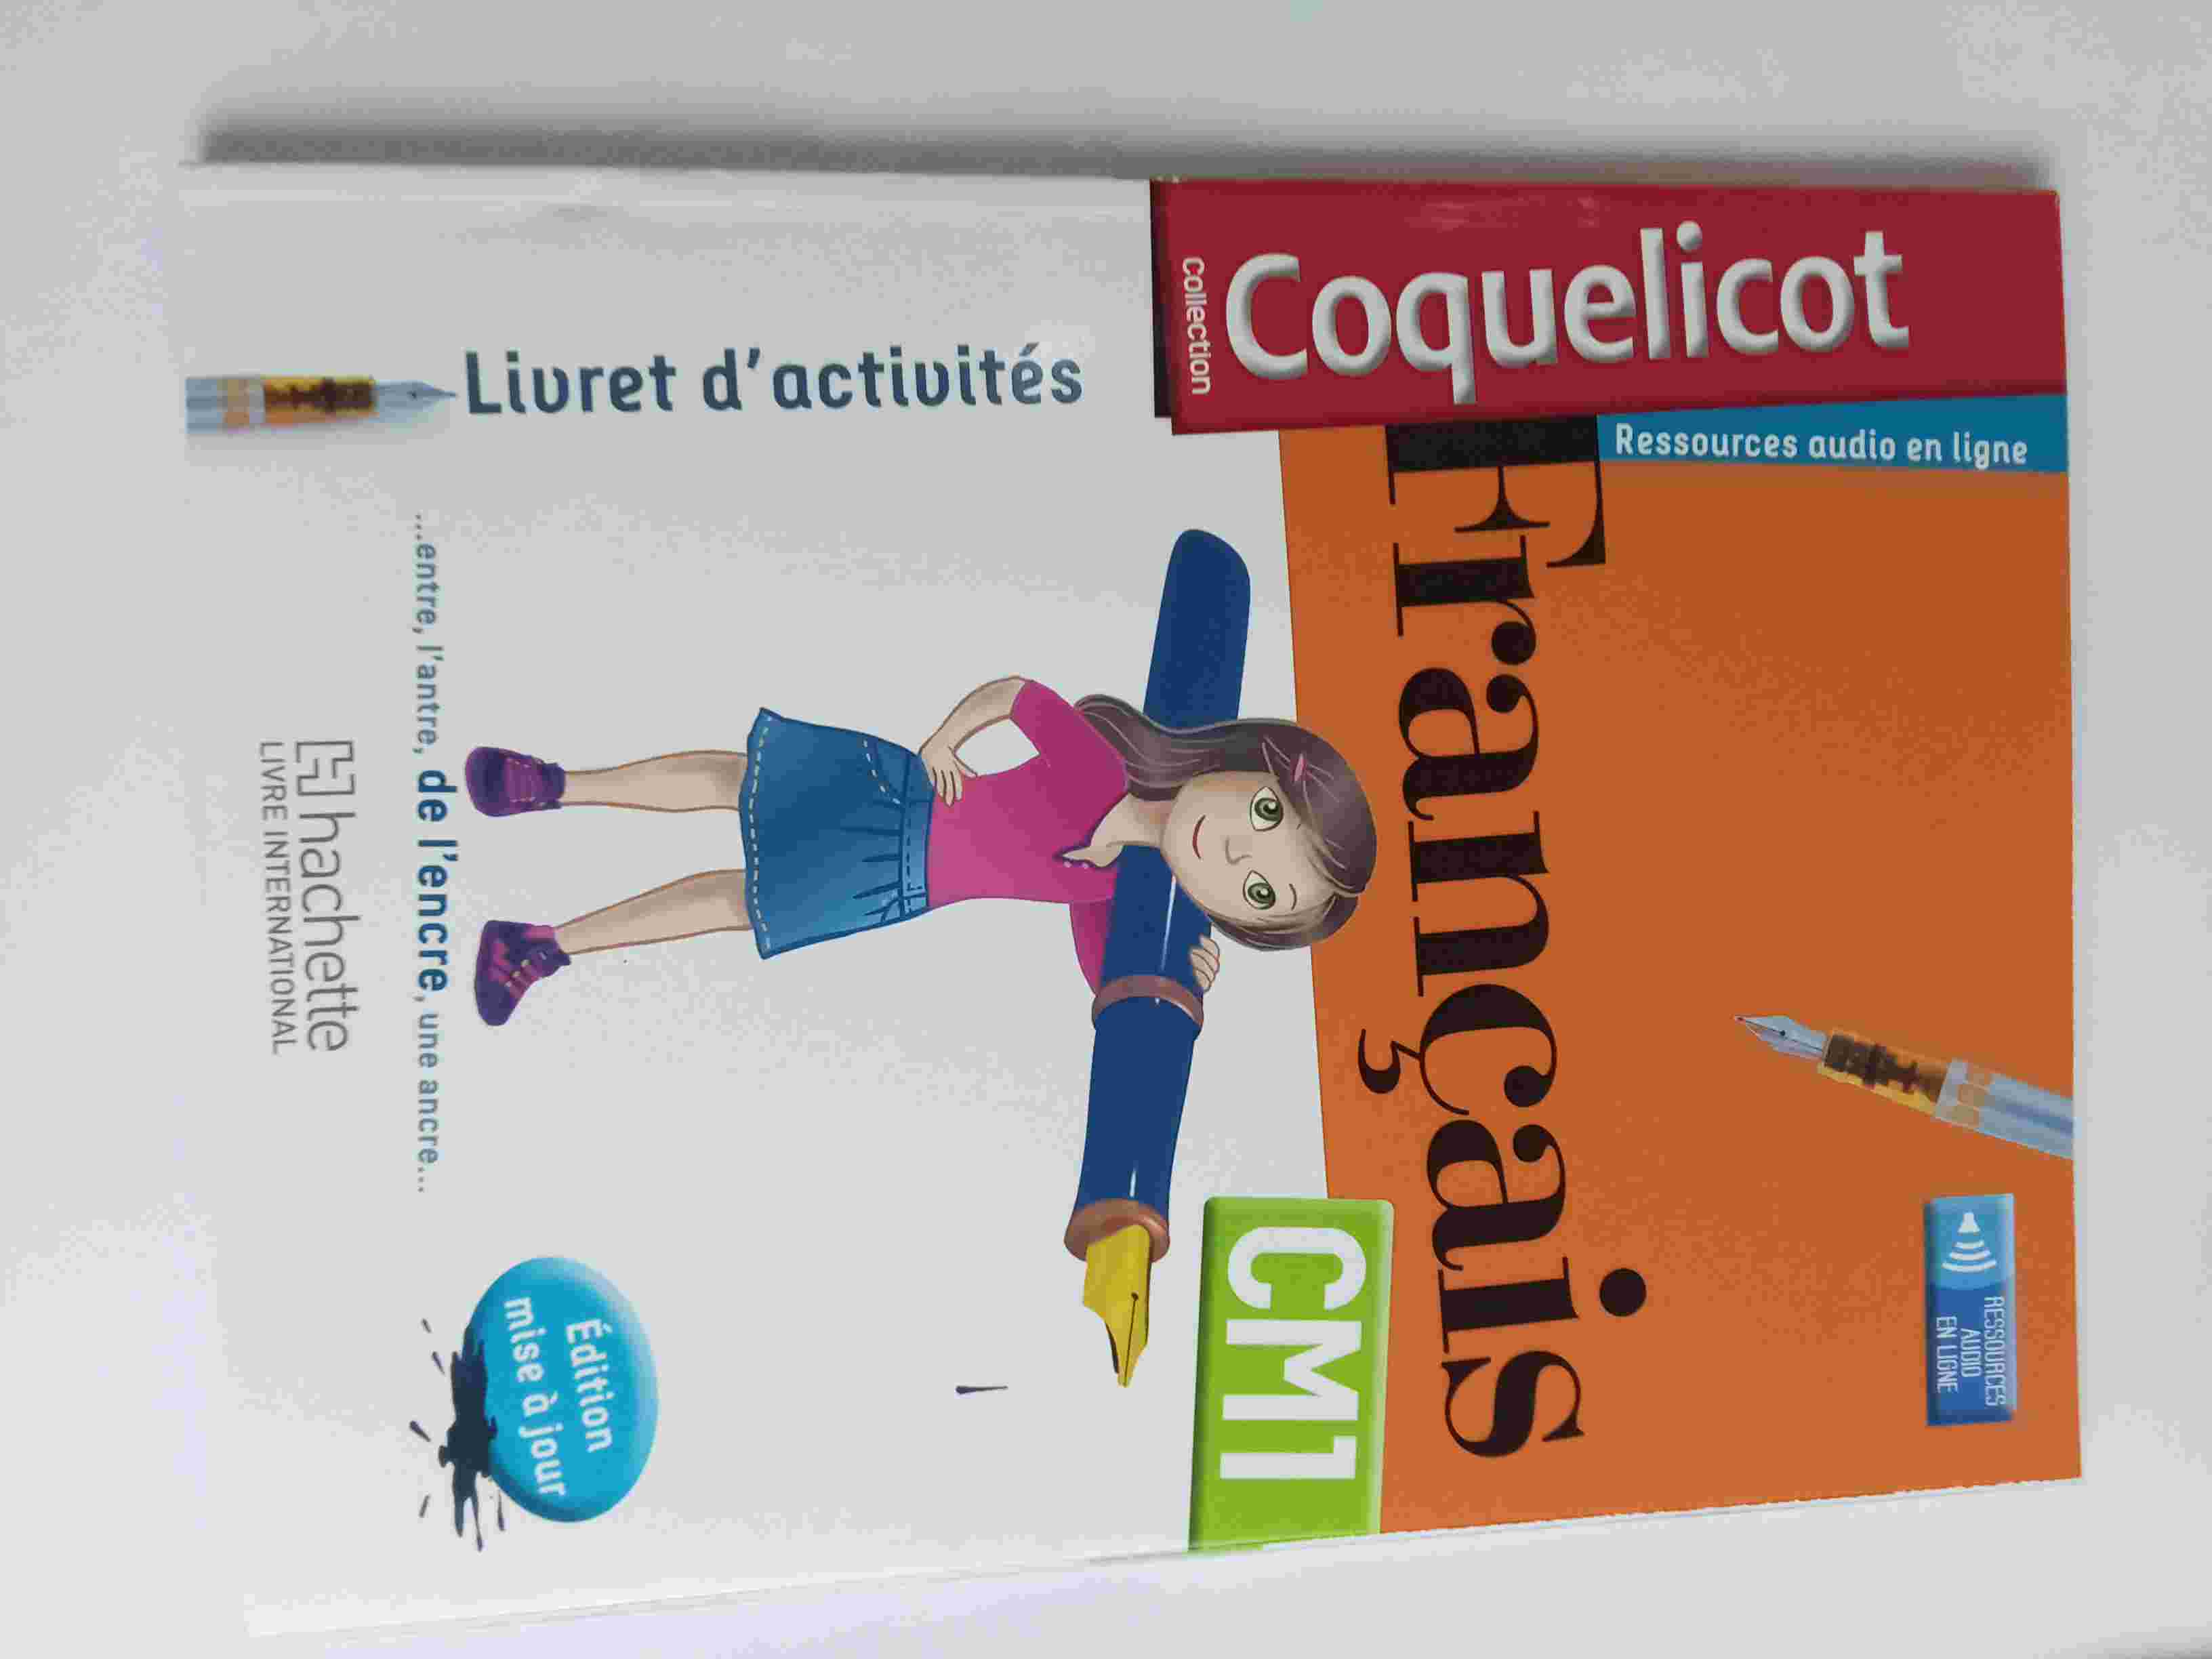 RESSOURCES
AUDIO
EN LIGNE
Ressources audio en ligne
collection
Coquelicot
Français
CM1
Livret d'activités
Édition
mise à jour
...entre, l'antre, de l'encre, une ancre...
hachette
LIVRE INTERNATIONAL